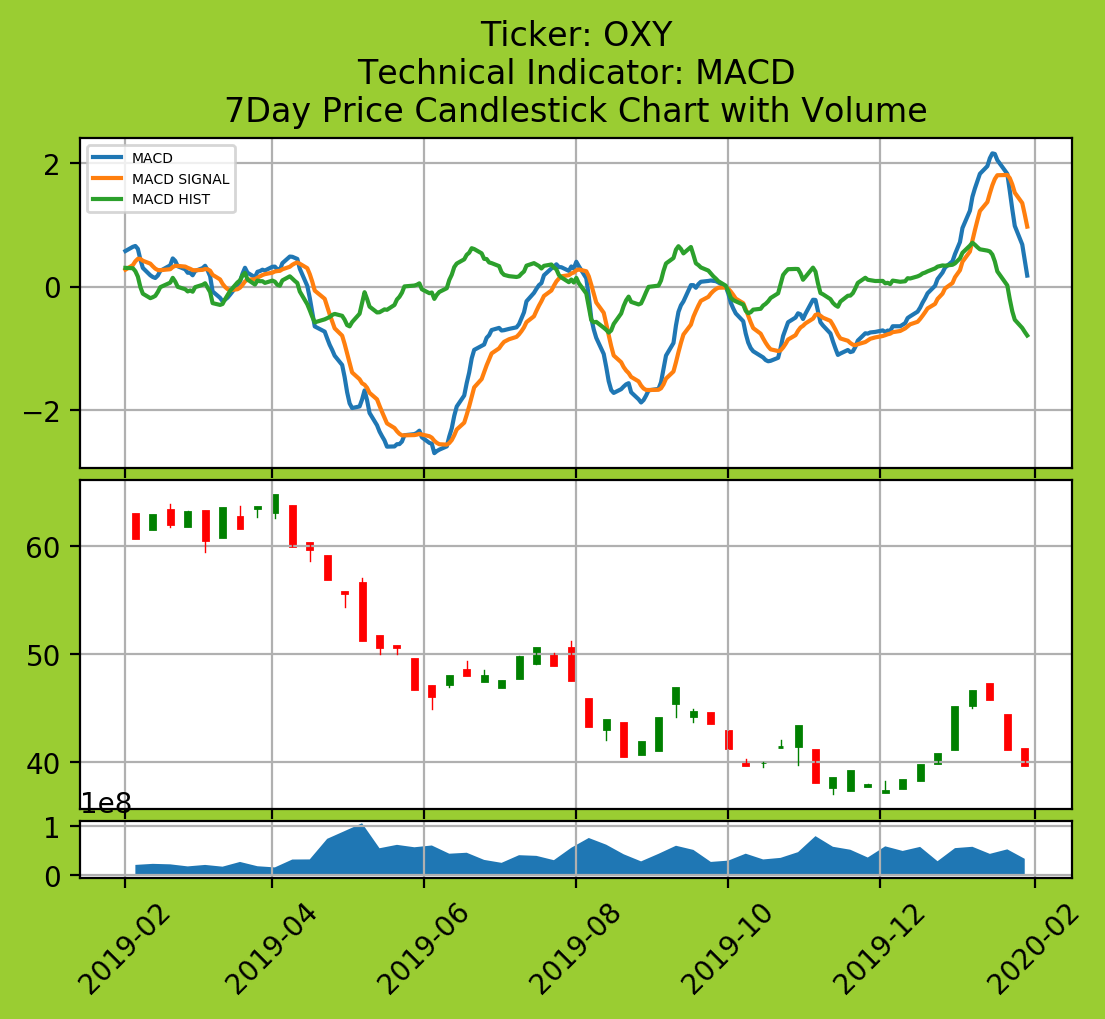 Ticker: OXY
Technical Indicator: MACD
7Day Price Candlestick Chart with Volume
MACD
MACD SIGNAL
MACD HIST
2
0
−2
60
50
40
1e8
1
0
2019-02
2019-04
2019-06
2019-08
2019-10
2019-12
2020-02